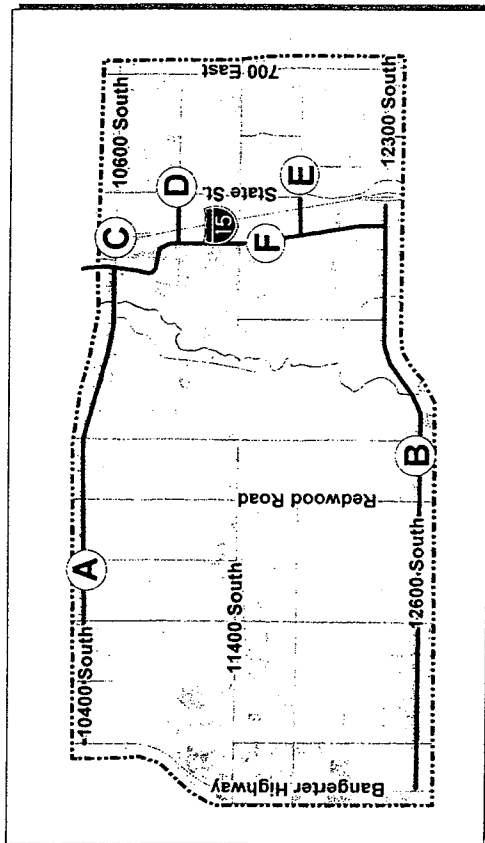 10600 South
700 East
C
D
State St.
15
E
F
12300 South
A
10400 South
Redwood Road
B
11400 South
12600 South
Bangerter Highway